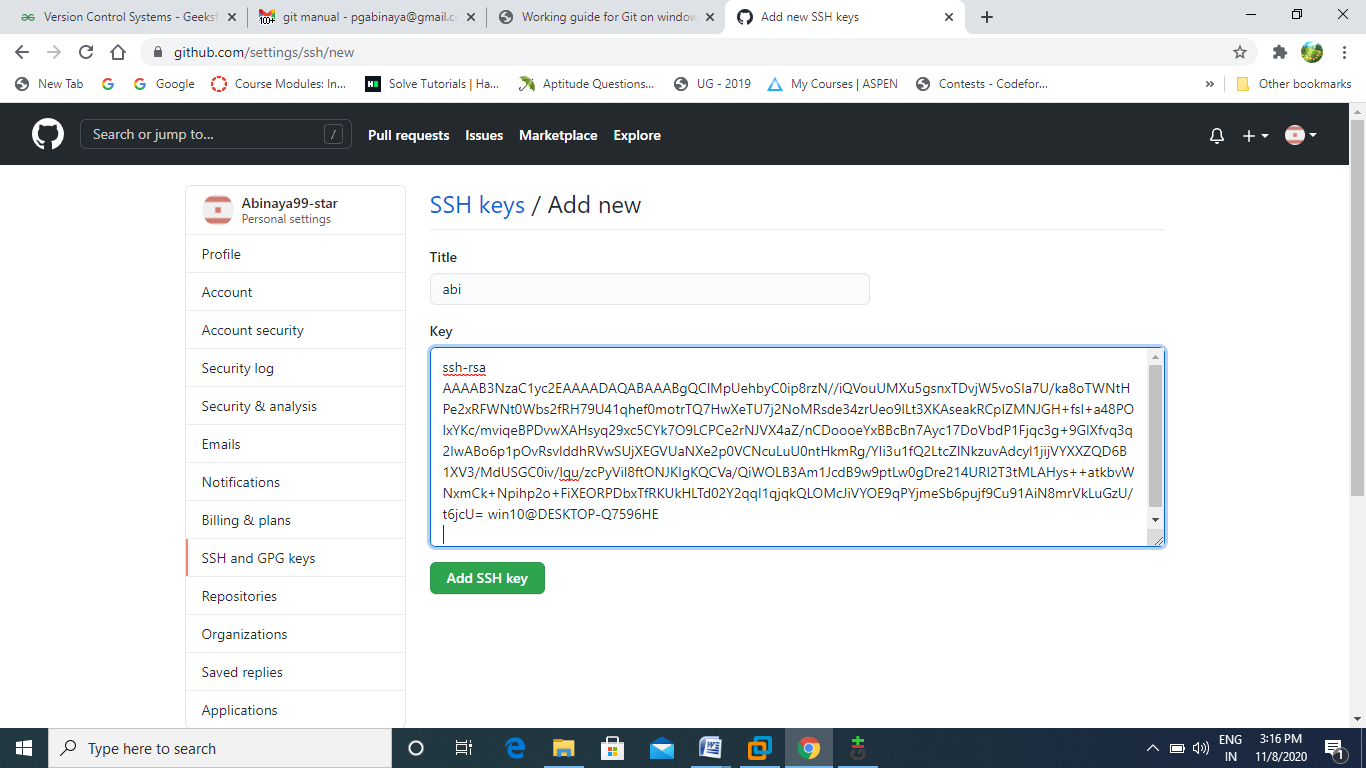 Version Control Systems - Geeksf
git manual - pgabinaya@gmail.c
Working guide for Git on window
Add new SSH keys
github.com/settings/ssh/new
New Tab
Google
Course Modules: In...
Solve Tutorials | Ha...
Aptitude Questions...
UG - 2019
My Courses | ASPEN
Contests - Codefor...
»
Other bookmarks
Search or jump to...
/
Pull requests
Issues
Marketplace
Explore
Abinaya99-star
Personal settings
Profile
Account
Account security
Security log
Security & analysis
Emails
Notifications
Billing & plans
SSH and GPG keys
Repositories
Organizations
Saved replies
Applications
SSH keys / Add new
Title
abi
Key
ssh-rsa
AAAAB3NzaC1yc2EAAAADAQABAAABgQCIMpUehbyC0ip8rzN//iQVouUMXu5gsnxTDvjW5voSIa7U/ka8oTWNtH
Pe2xRFWNt0Wbs2fRH79U41qhef0motrTQ7HwXeTU7j2NoMRsde34zrUeo9ILt3XKAseakRCpIZMNJGH+fsI+a48PO
IxYKc/mviqeBPDvwXAHsyq29xc5CYk7O9LCPCe2rNJVX4aZ/nCDoooeYxBBcBn7Ayc17DoVbdP1Fjqc3g+9GIXfvq3q
2IwABo6p1pOvRsvIddhRVwSUjXEGVUaNXe2p0VCNcuLuU0ntHkmRg/YIi3u1fQ2LtcZINkzuvAdcyI1jijVYXXZQD6B
1XV3/MdUSGC0iv/Iqu/zcPyViI8ftONJKIgKQCVa/QiWOLB3Am1JcdB9w9ptLw0gDre214URI2T3tMLAHys++atkbvW
NxmCk+Npihp2o+FiXEORPDbxTfRKUkHLTd02Y2qqI1qjqkQLOMcJiVYOE9qPYjmeSb6pujf9Cu91AiN8mrVkLuGzU/
t6jcU= win10@DESKTOP-Q7596HE
Add SSH key
Type here to search
ENG
IN
3:16 PM
11/8/2020
1